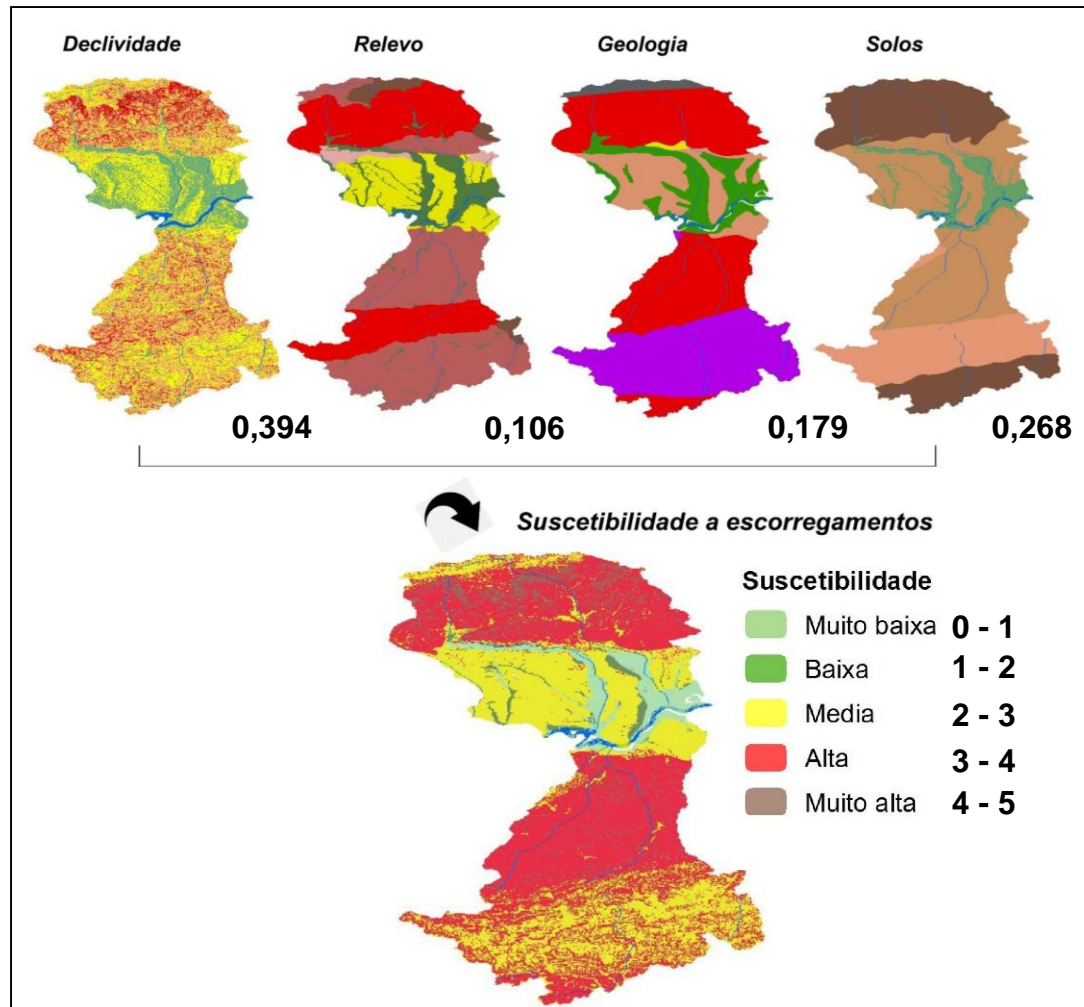 Declividade Relevo Geologia Solos
0,394 0,106 0,179 0,268
Suscetibilidade a escorregamentos
Suscetibilidade
Muito baixa 0 - 1
Baixa 1 - 2
Media 2 - 3
Alta 3 - 4
Muito alta 4 - 5